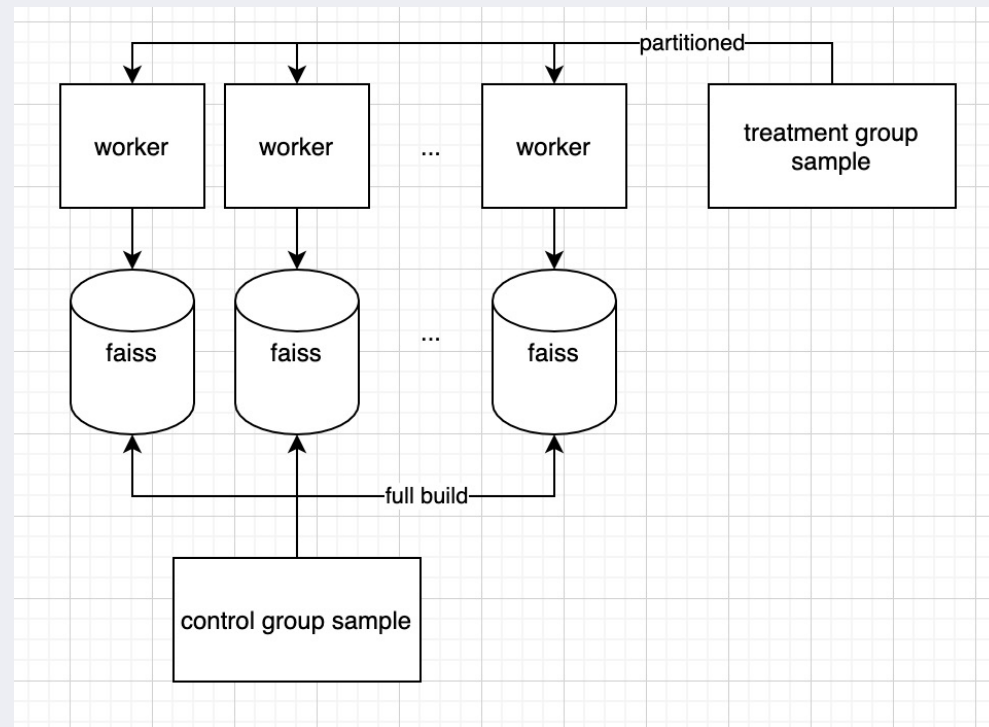 partitioned
worker
worker
...
worker
treatment group
sample
faiss
faiss
...
faiss
full build
control group sample